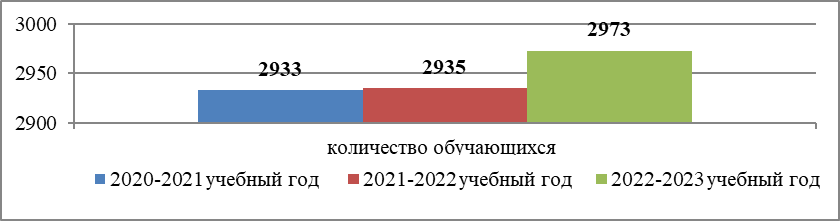 3000
2973
2950
2933
2935
2900
количество обучающихся
2020-2021 учебный год
2021-2022 учебный год
2022-2023 учебный год